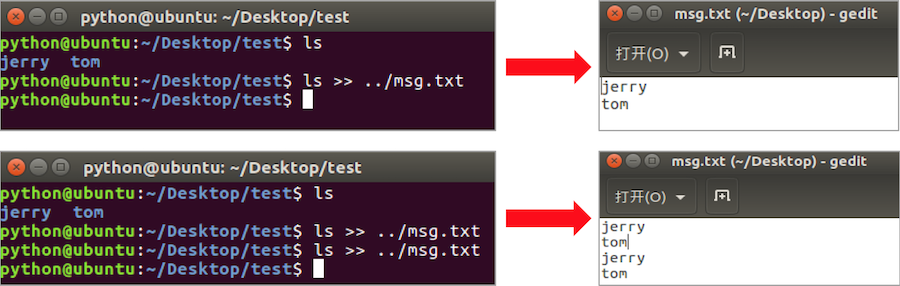 python@ubuntu: ~/Desktop/test
python@ubuntu:~/Desktop/test$ ls
jerry  tom
python@ubuntu:~/Desktop/test$ ls >> ../msg.txt
python@ubuntu:~/Desktop/test$
msg.txt (~/Desktop) - gedit
打开(O)
jerry
tom
python@ubuntu: ~/Desktop/test
python@ubuntu:~/Desktop/test$ ls
jerry  tom
python@ubuntu:~/Desktop/test$ ls >> ../msg.txt
python@ubuntu:~/Desktop/test$ ls >> ../msg.txt
python@ubuntu:~/Desktop/test$
msg.txt (~/Desktop) - gedit
打开(O)
jerry
tom
jerry
tom